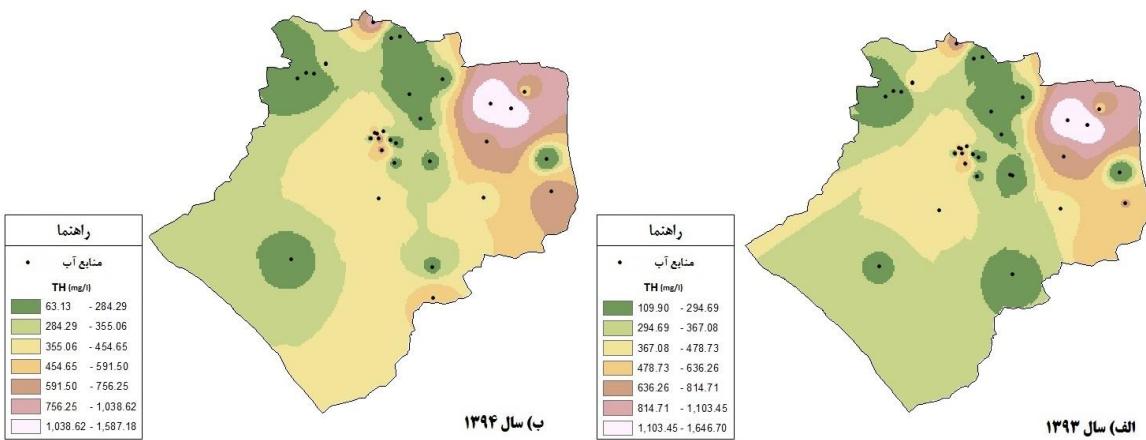 راهنما
منابع آب
TH (mg/l)
63.13 - 284.29
284.29 - 355.06
355.06 - 454.65
454.65 - 591.50
591.50 - 756.25
756.25 - 1,038.62
1,038.62 - 1,587.18
ب) سال ۱۳۹۴
راهنما
منابع آب
TH (mg/l)
109.90 - 294.69
294.69 - 367.08
367.08 - 478.73
478.73 - 636.26
636.26 - 814.71
814.71 - 1,103.45
1,103.45 - 1,646.70
الف) سال ۱۳۹۳